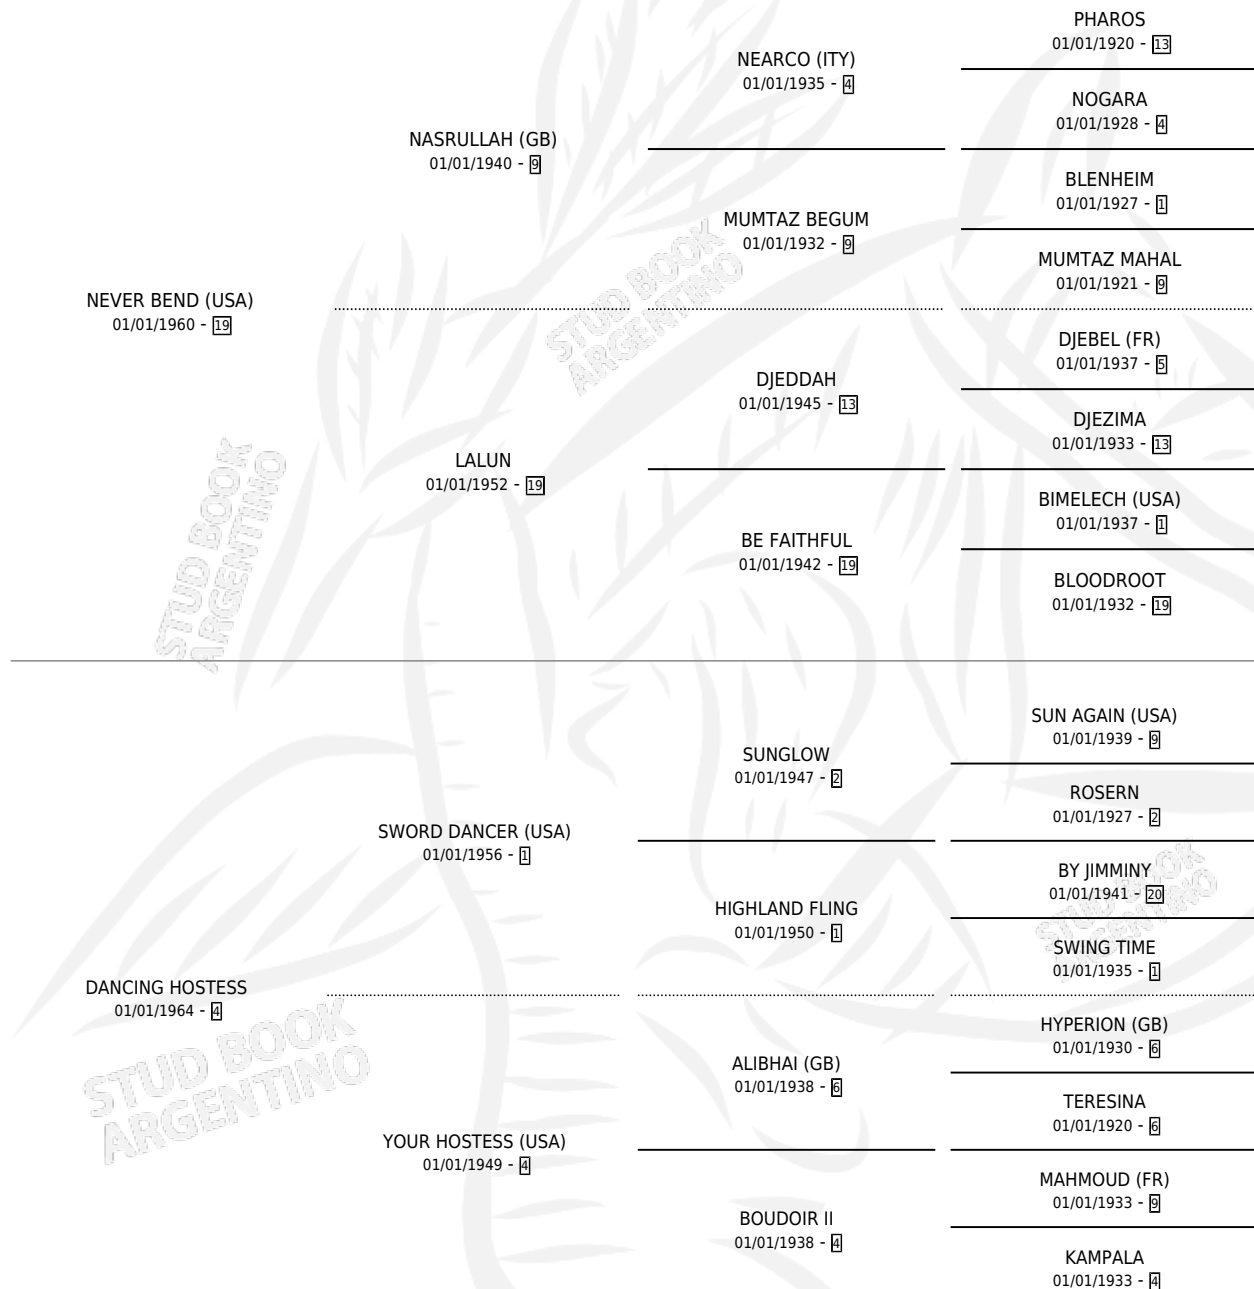 PHAROS
01/01/1920 - 13
NEARCO (ITY)
01/01/1935 - 4
NOGARA
01/01/1928 - 4
NASRULLAH (GB)
01/01/1940 - 9
BLENHEIM
01/01/1927 - 1
MUMTAZ BEGUM
01/01/1932 - 9
MUMTAZ MAHAL
01/01/1921 - 9
NEVER BEND (USA)
01/01/1960 - 19
DJEBEL (FR)
01/01/1937 - 5
DJEDDAH
01/01/1945 - 13
DJEZIMA
01/01/1933 - 13
LALUN
01/01/1952 - 19
BIMELECH (USA)
01/01/1937 - 1
BE FAITHFUL
01/01/1942 - 19
BLOODROOT
01/01/1932 - 19
SUN AGAIN (USA)
01/01/1939 - 9
SUNGLOW
01/01/1947 - 2
ROSERN
01/01/1927 - 2
SWORD DANCER (USA)
01/01/1956 - 1
BY JIMMINY
01/01/1941 - 20
HIGHLAND FLING
01/01/1950 - 1
SWING TIME
01/01/1935 - 1
DANCING HOSTESS
01/01/1964 - 4
HYPERION (GB)
01/01/1930 - 6
ALIBHAI (GB)
01/01/1938 - 6
TERESINA
01/01/1920 - 6
YOUR HOSTESS (USA)
01/01/1949 - 4
MAHMOUD (FR)
01/01/1933 - 9
BOUDOIR II
01/01/1938 - 4
KAMPALA
01/01/1933 - 4
STUD BOOK
ARGENTINO
STUD BOOK
ARGENTINO
STUD BOOK
ARGENTINO
STUD BOOK
ARGENTINO